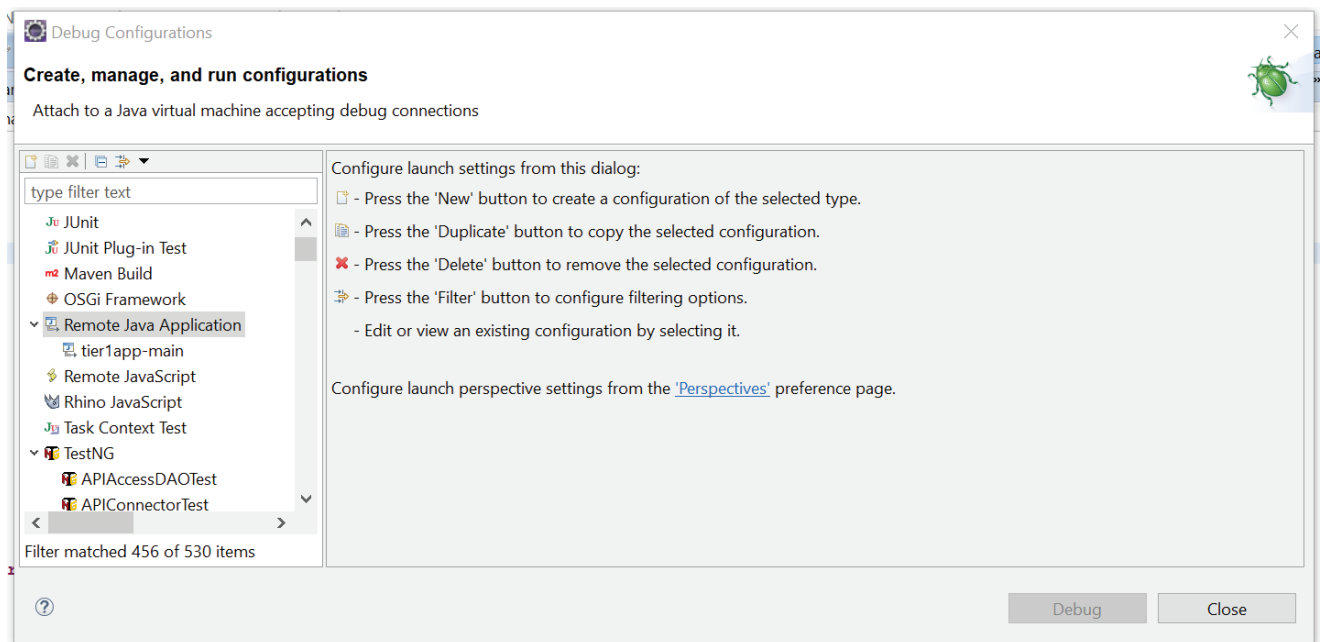 Debug Configurations
Create, manage, and run configurations
Attach to a Java virtual machine accepting debug connections
type filter text
JUnit
JUnit Plug-in Test
Maven Build
OSGi Framework
Remote Java Application
tier1app-main
Remote JavaScript
Rhino JavaScript
Task Context Test
TestNG
APIAccessDAOTest
APIConnectorTest
Filter matched 456 of 530 items
Configure launch settings from this dialog:
- Press the 'New' button to create a configuration of the selected type.
- Press the 'Duplicate' button to copy the selected configuration.
- Press the 'Delete' button to remove the selected configuration.
- Press the 'Filter' button to configure filtering options.
- Edit or view an existing configuration by selecting it.
Configure launch perspective settings from the 'Perspectives' preference page.
Debug
Close